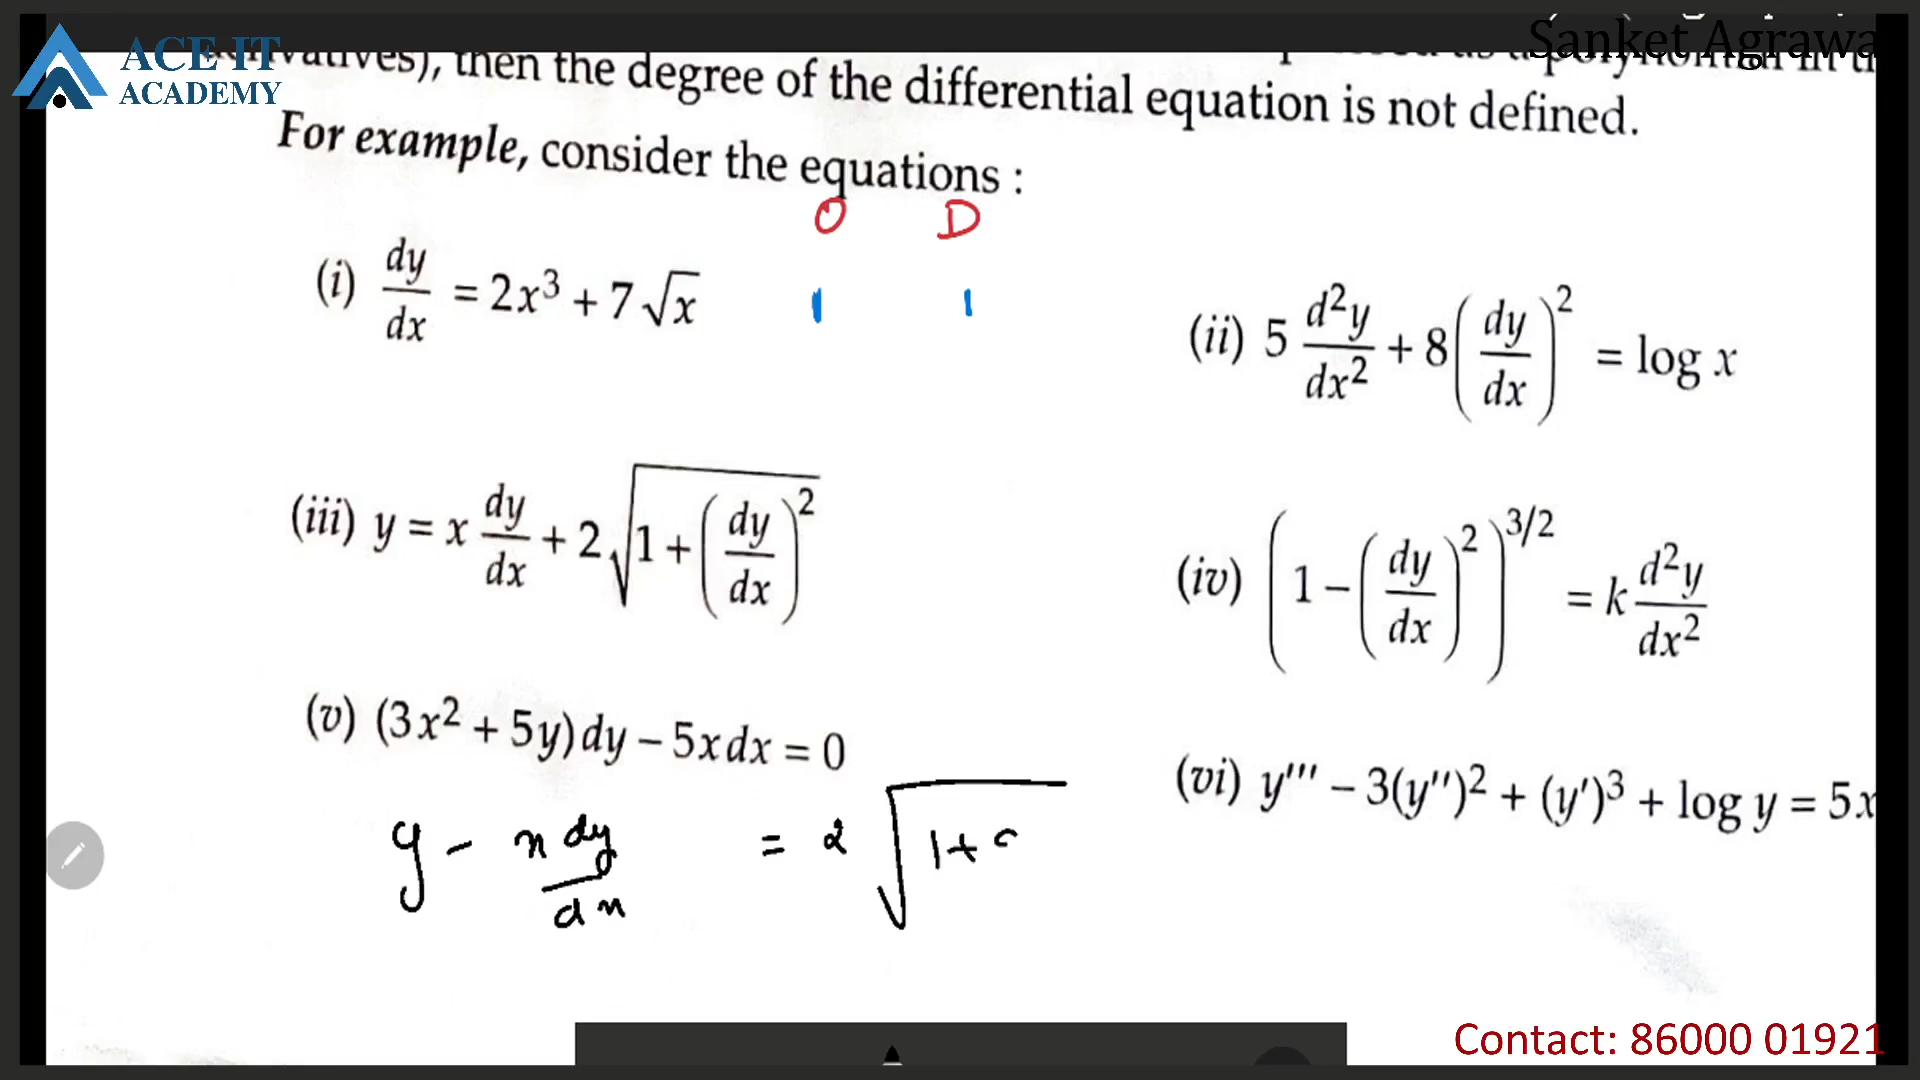 ACE IT
ACADEMY
Sanket Agrawa
then the degree of the differential equation is not defined.
For example, consider the equations :
O D
(i) dy/dx = 2x³ + 7√x 1 1
(ii) 5 d²y/dx² + 8(dy/dx)² = log x
(iii) y = x dy/dx + 2√(1 + (dy/dx)²)
(iv) (1 − (dy/dx)²)^3/2 = k d²y/dx²
(v) (3x² + 5y) dy − 5x dx = 0
(vi) y''' − 3(y'')² + (y')³ + log y = 5x
y − x dy/dx = 2√(1 +
Contact: 86000 01921